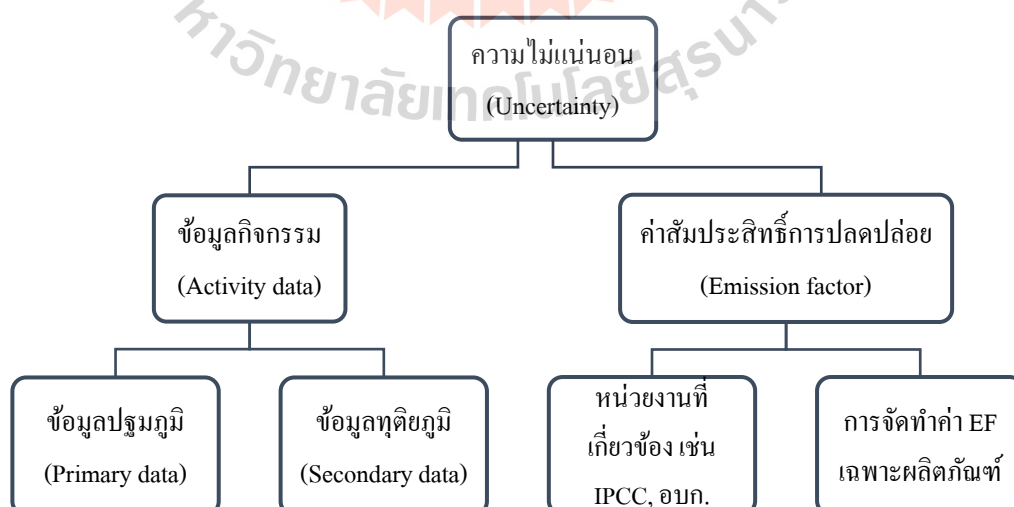 ความไม่แน่นอน
(Uncertainty)
ข้อมูลกิจกรรม
(Activity data)
ค่าสัมประสิทธิ์การปลดปล่อย
(Emission factor)
ข้อมูลปฐมภูมิ
(Primary data)
ข้อมูลทุติยภูมิ
(Secondary data)
หน่วยงานที่
เกี่ยวข้อง เช่น
IPCC, อบก.
การจัดทำค่า EF
เฉพาะผลิตภัณฑ์